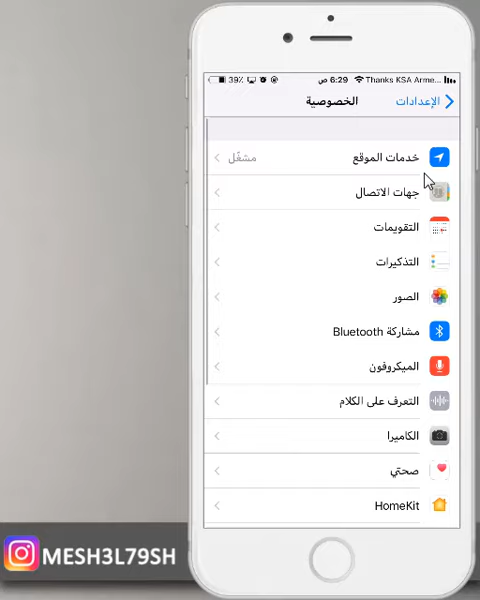 39% 6:29 ص Thanks KSA Arme...
الإعدادات
الخصوصية
خدمات الموقع
مشغّل
جهات الاتصال
التقويمات
التذكيرات
الصور
مشاركة Bluetooth
الميكروفون
التعرف على الكلام
الكاميرا
صحتي
HomeKit
MESH3L79SH